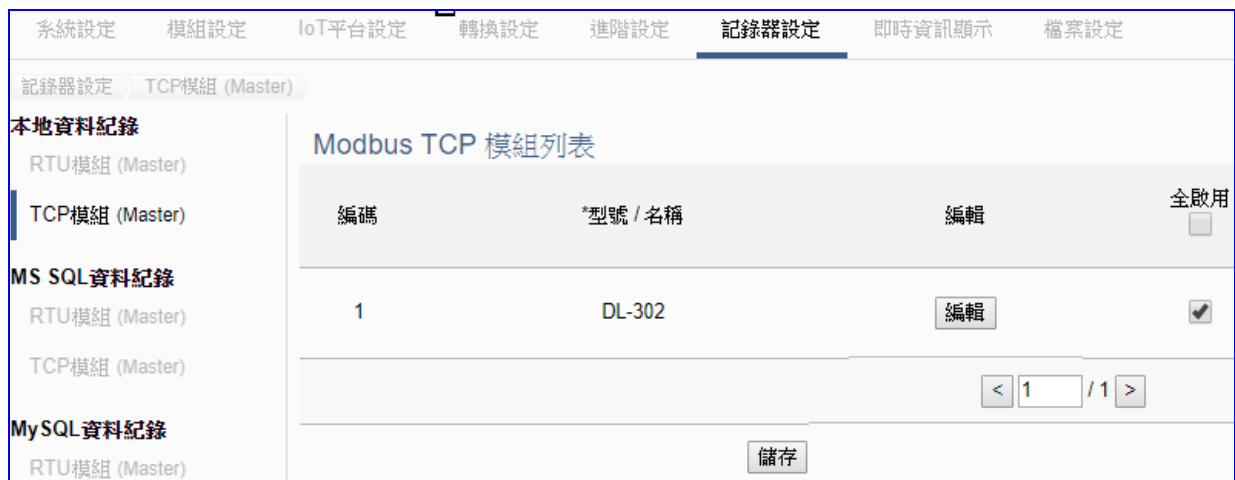 系統設定 模組設定 IoT平台設定 轉換設定 進階設定 記錄器設定 即時資訊顯示 檔案設定
記錄器設定 TCP模組 (Master)
本地資料紀錄
RTU模組 (Master)
TCP模組 (Master)
MS SQL資料紀錄
RTU模組 (Master)
TCP模組 (Master)
MySQL資料紀錄
RTU模組 (Master)
Modbus TCP 模組列表
編碼 *型號 / 名稱 編輯 全啟用
1 DL-302 編輯
< 1 / 1 >
儲存